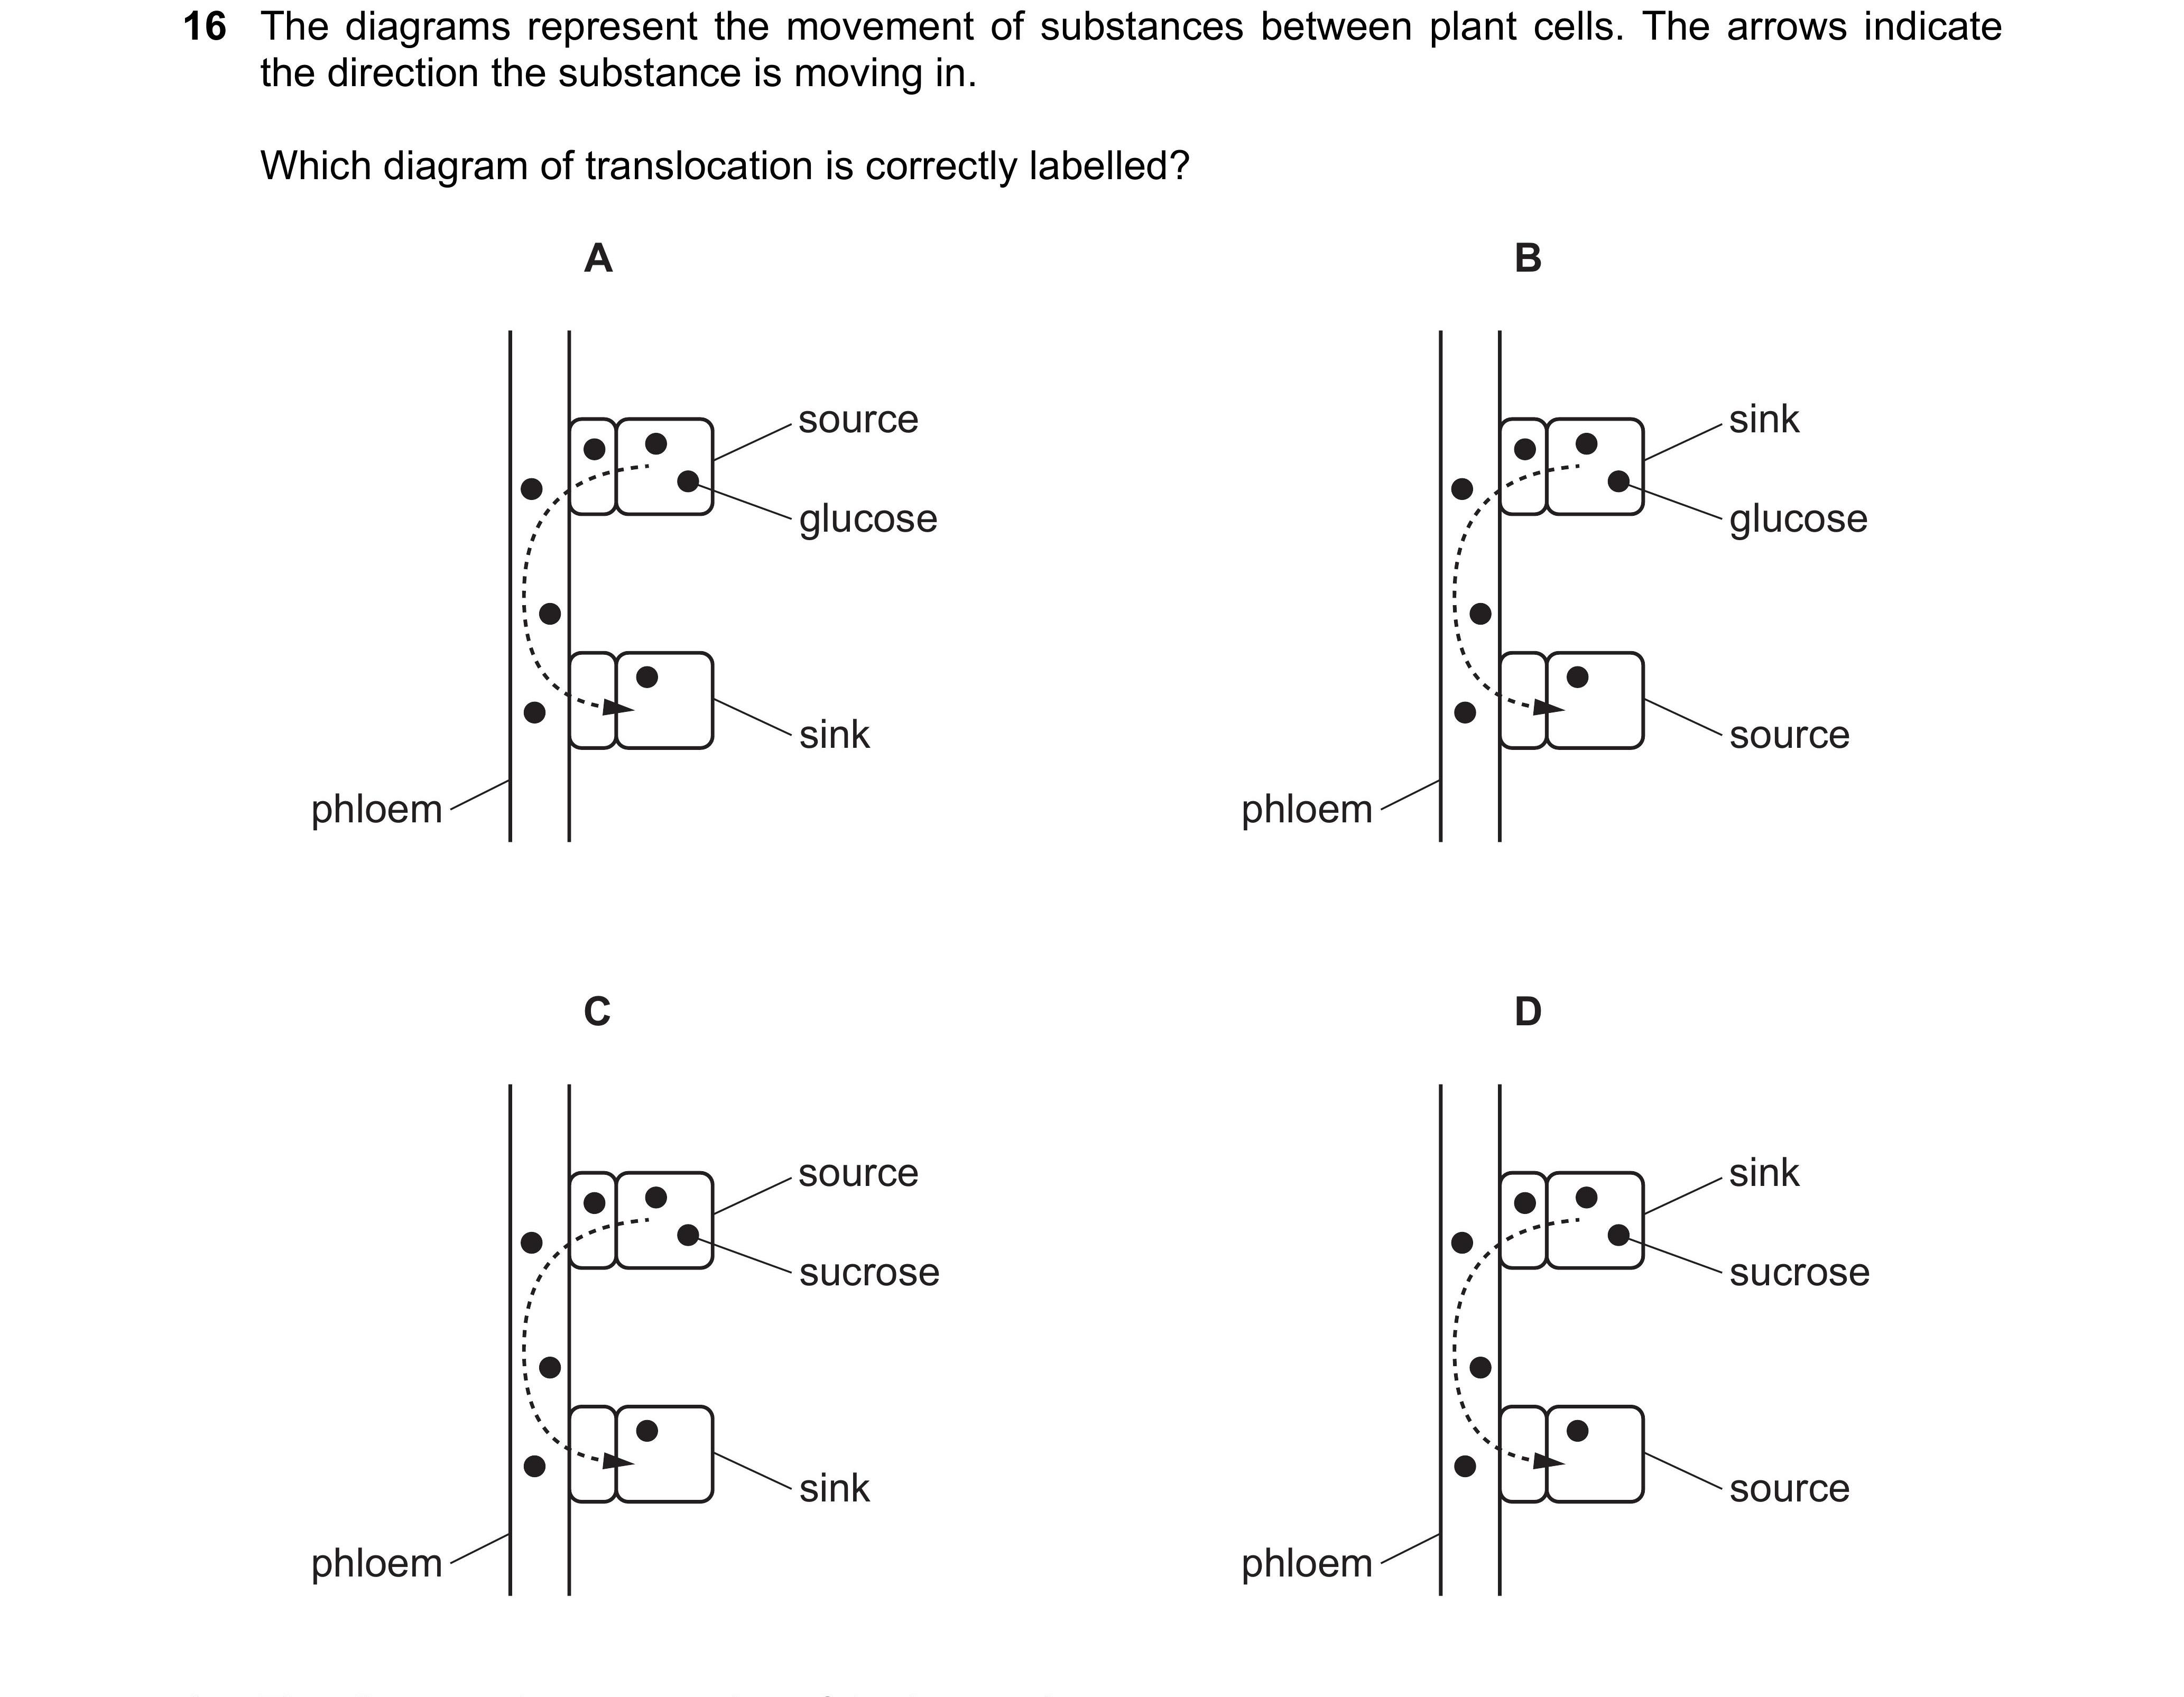 16 The diagrams represent the movement of substances between plant cells. The arrows indicate
the direction the substance is moving in.
Which diagram of translocation is correctly labelled?
A
source
glucose
sink
phloem
B
sink
glucose
source
phloem
C
source
sucrose
sink
phloem
D
sink
sucrose
source
phloem